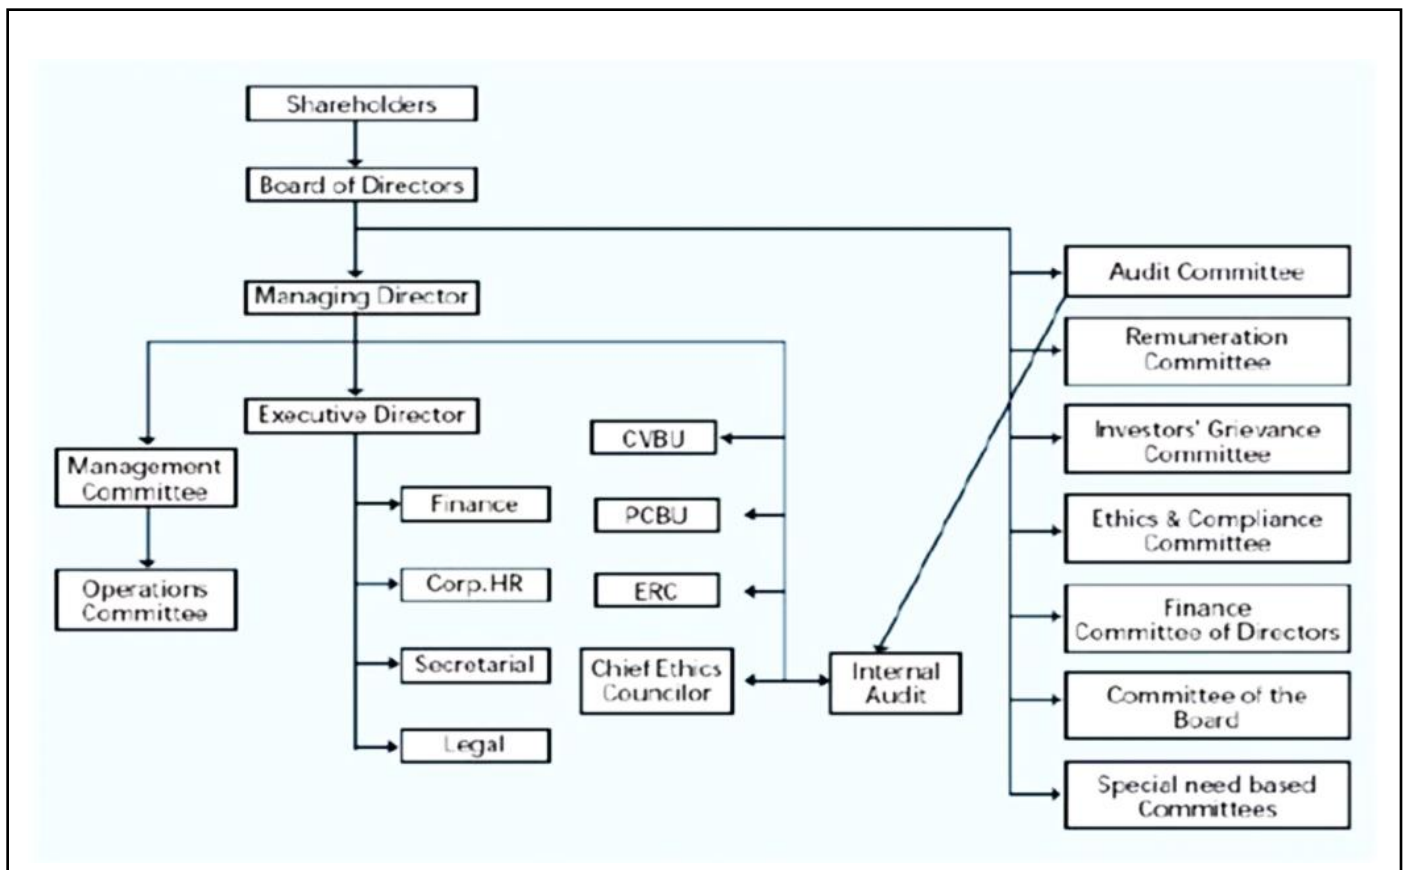 Shareholders
Board of Directors
Managing Director
Executive Director
Management
Committee
Operations
Committee
Finance
Corp.HR
Secretarial
Legal
CVBU
PCBU
ERC
Chief Ethics
Councilor
Internal
Audit
Audit Committee
Remuneration
Committee
Investors' Grievance
Committee
Ethics & Compliance
Committee
Finance
Committee of Directors
Committee of the
Board
Special need based
Committees